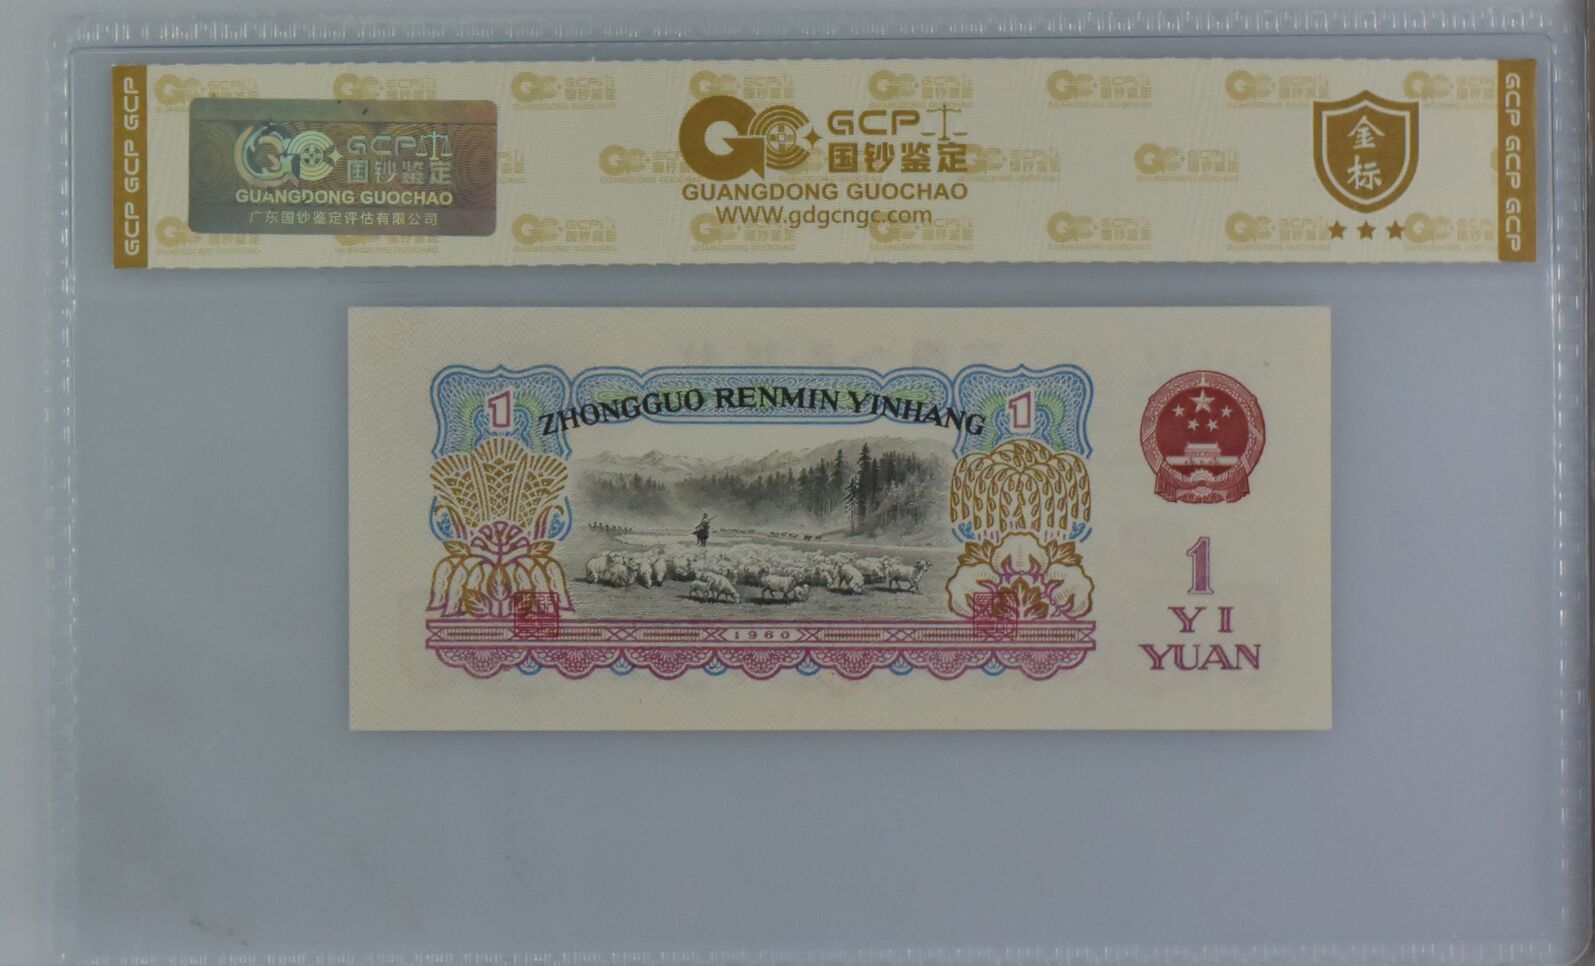 GCP GCP GCP
GCP
国钞鉴定
GUANGDONG GUOCHAO
广东国钞鉴定评估有限公司
GCP
国钞鉴定
GUANGDONG GUOCHAO
WWW.gdgcngc.com
金
标
GCP GCP GCP
1
ZHONGGUO RENMIN YINHANG
1
1960
1
YI
YUAN